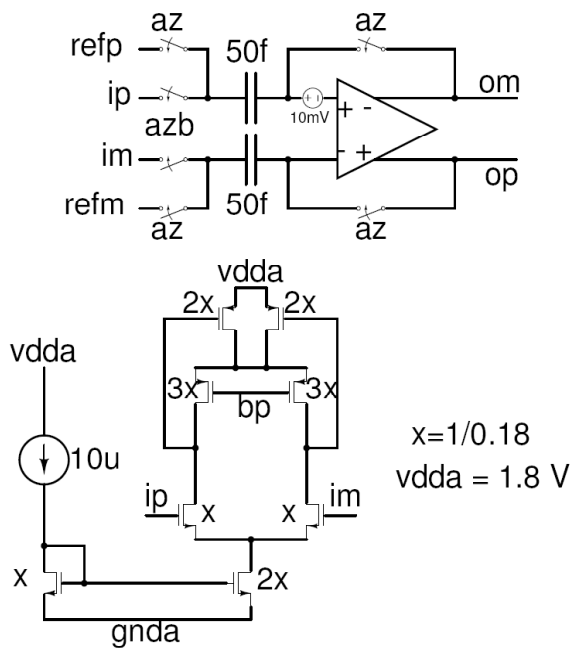 az az
refp 50f
ip om
10mV
+ -
azb
im - +
op
refm 50f
az az
vdda
2x 2x
vdda
3x 3x
bp
x=1/0.18
10u
vdda = 1.8 V
ip im
x x
x 2x
gnda